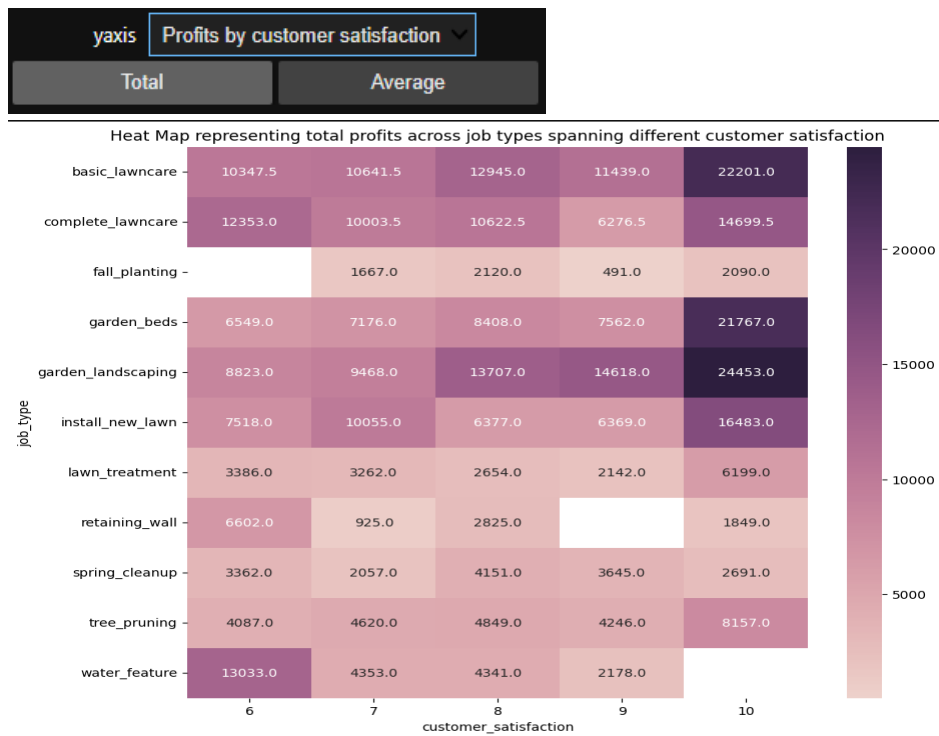 yaxis Profits by customer satisfaction
Total Average
Heat Map representing total profits across job types spanning different customer satisfaction
basic_lawncare 10347.5 10641.5 12945.0 11439.0 22201.0
complete_lawncare 12353.0 10003.5 10622.5 6276.5 14699.5
20000
fall_planting 1667.0 2120.0 491.0 2090.0
garden_beds 6549.0 7176.0 8408.0 7562.0 21767.0
15000
garden_landscaping 8823.0 9468.0 13707.0 14618.0 24453.0
job_type
install_new_lawn 7518.0 10055.0 6377.0 6369.0 16483.0
lawn_treatment 3386.0 3262.0 2654.0 2142.0 6199.0
10000
retaining_wall 6602.0 925.0 2825.0 1849.0
spring_cleanup 3362.0 2057.0 4151.0 3645.0 2691.0
5000
tree_pruning 4087.0 4620.0 4849.0 4246.0 8157.0
water_feature 13033.0 4353.0 4341.0 2178.0
6 7 8 9 10
customer_satisfaction